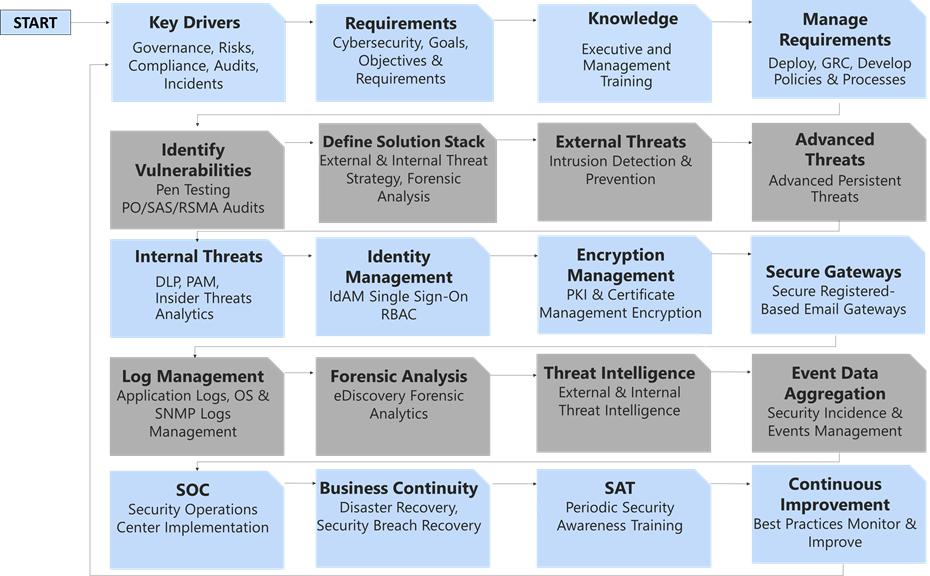 START
Key Drivers
Governance, Risks,
Compliance, Audits,
Incidents
Requirements
Cybersecurity, Goals,
Objectives &
Requirements
Knowledge
Executive and
Management
Training
Manage
Requirements
Deploy, GRC, Develop
Policies & Processes
Identify
Vulnerabilities
Pen Testing
PO/SAS/RSMA Audits
Define Solution Stack
External & Internal Threat
Strategy, Forensic
Analysis
External Threats
Intrusion Detection &
Prevention
Advanced
Threats
Advanced Persistent
Threats
Internal Threats
DLP, PAM,
Insider Threats
Analytics
Identity
Management
IdAM Single Sign-On
RBAC
Encryption
Management
PKI & Certificate
Management Encryption
Secure Gateways
Secure Registered-
Based Email Gateways
Log Management
Application Logs, OS &
SNMP Logs
Management
Forensic Analysis
eDiscovery Forensic
Analytics
Threat Intelligence
External & Internal
Threat Intelligence
Event Data
Aggregation
Security Incidence &
Events Management
SOC
Security Operations
Center Implementation
Business Continuity
Disaster Recovery,
Security Breach Recovery
SAT
Periodic Security
Awareness Training
Continuous
Improvement
Best Practices Monitor &
Improve